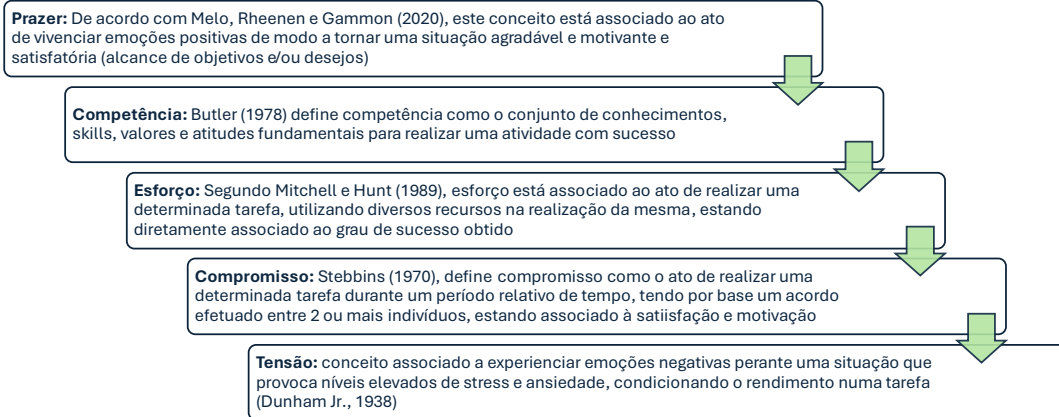 Prazer: De acordo com Melo, Rheenen e Gammon (2020), este conceito está associado ao ato
de vivenciar emoções positivas de modo a tornar uma situação agradável e motivante e
satisfatória (alcance de objetivos e/ou desejos)
Competência: Butler (1978) define competência como o conjunto de conhecimentos,
skills, valores e atitudes fundamentais para realizar uma atividade com sucesso
Esforço: Segundo Mitchell e Hunt (1989), esforço está associado ao ato de realizar uma
determinada tarefa, utilizando diversos recursos na realização da mesma, estando
diretamente associado ao grau de sucesso obtido
Compromisso: Stebbins (1970), define compromisso como o ato de realizar uma
determinada tarefa durante um período relativo de tempo, tendo por base um acordo
efetuado entre 2 ou mais indivíduos, estando associado à satiisfação e motivação
Tensão: conceito associado a experienciar emoções negativas perante uma situação que
provoca níveis elevados de stress e ansiedade, condicionando o rendimento numa tarefa
(Dunham Jr., 1938)